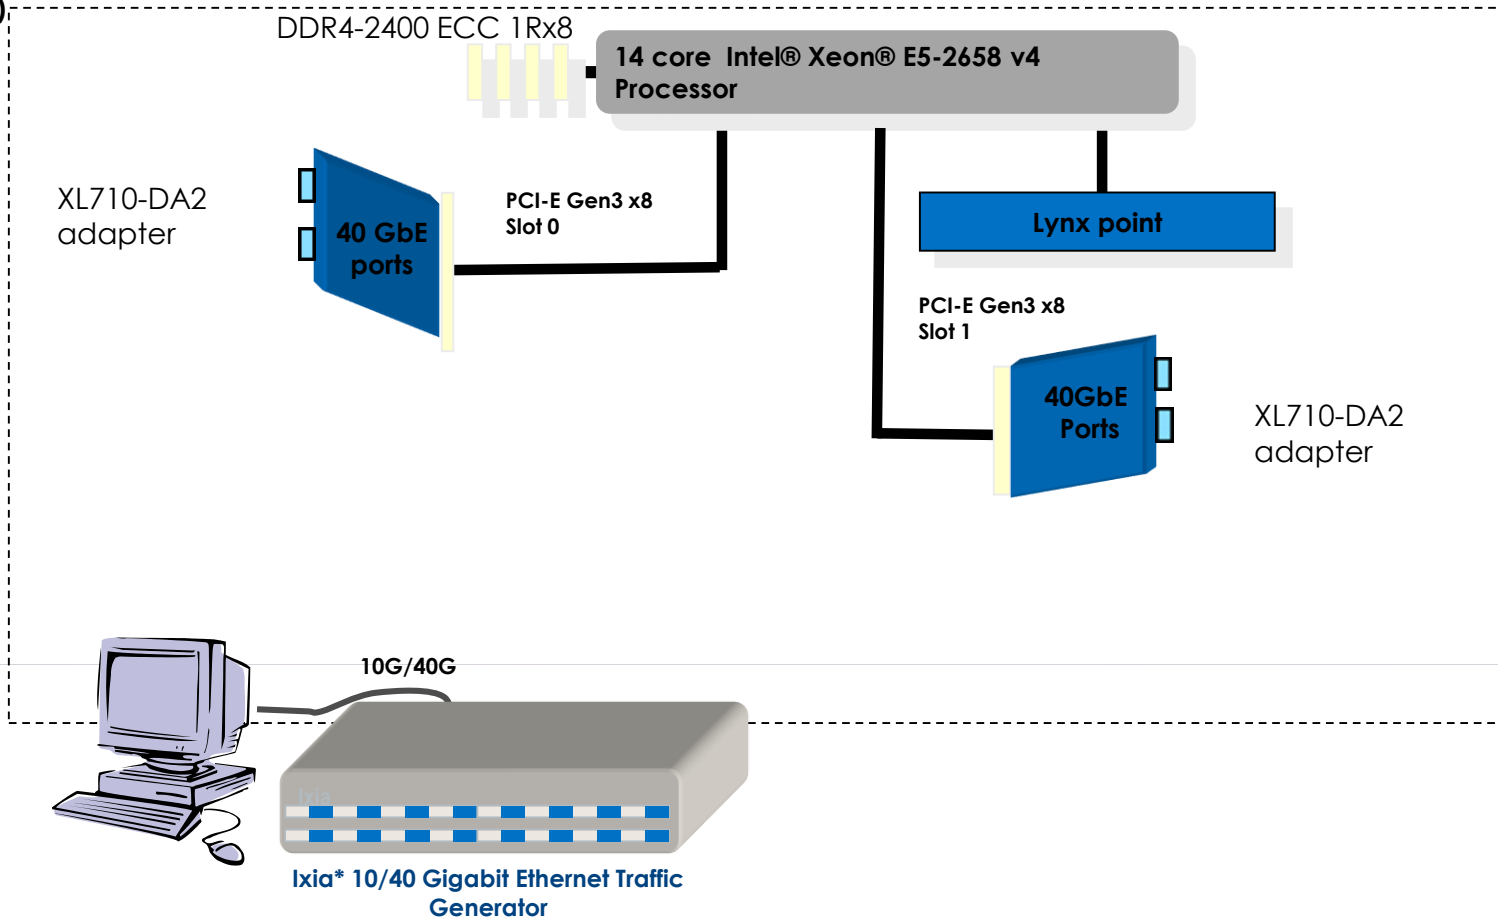 )
DDR4-2400 ECC 1Rx8
14 core Intel® Xeon® E5-2658 v4
Processor
XL710-DA2
adapter
40 GbE
ports
PCI-E Gen3 x8
Slot 0
Lynx point
PCI-E Gen3 x8
Slot 1
40GbE
Ports
XL710-DA2
adapter
10G/40G
Ixia
Ixia* 10/40 Gigabit Ethernet Traffic
Generator